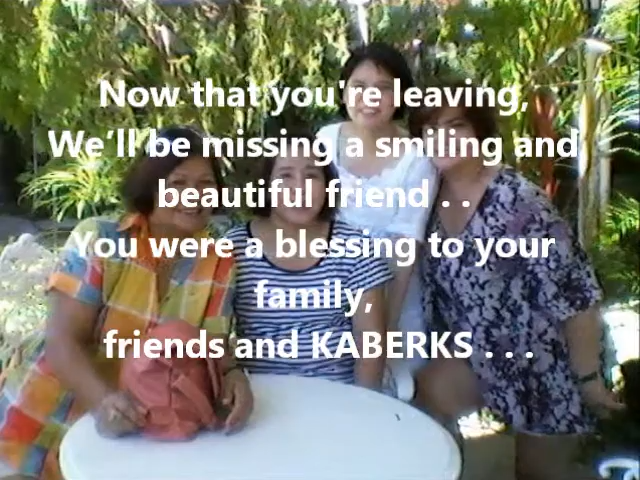 Now that you're leaving,
We’ll be missing a smiling and
beautiful friend . .
You were a blessing to your
family,
friends and KABERKS . . .